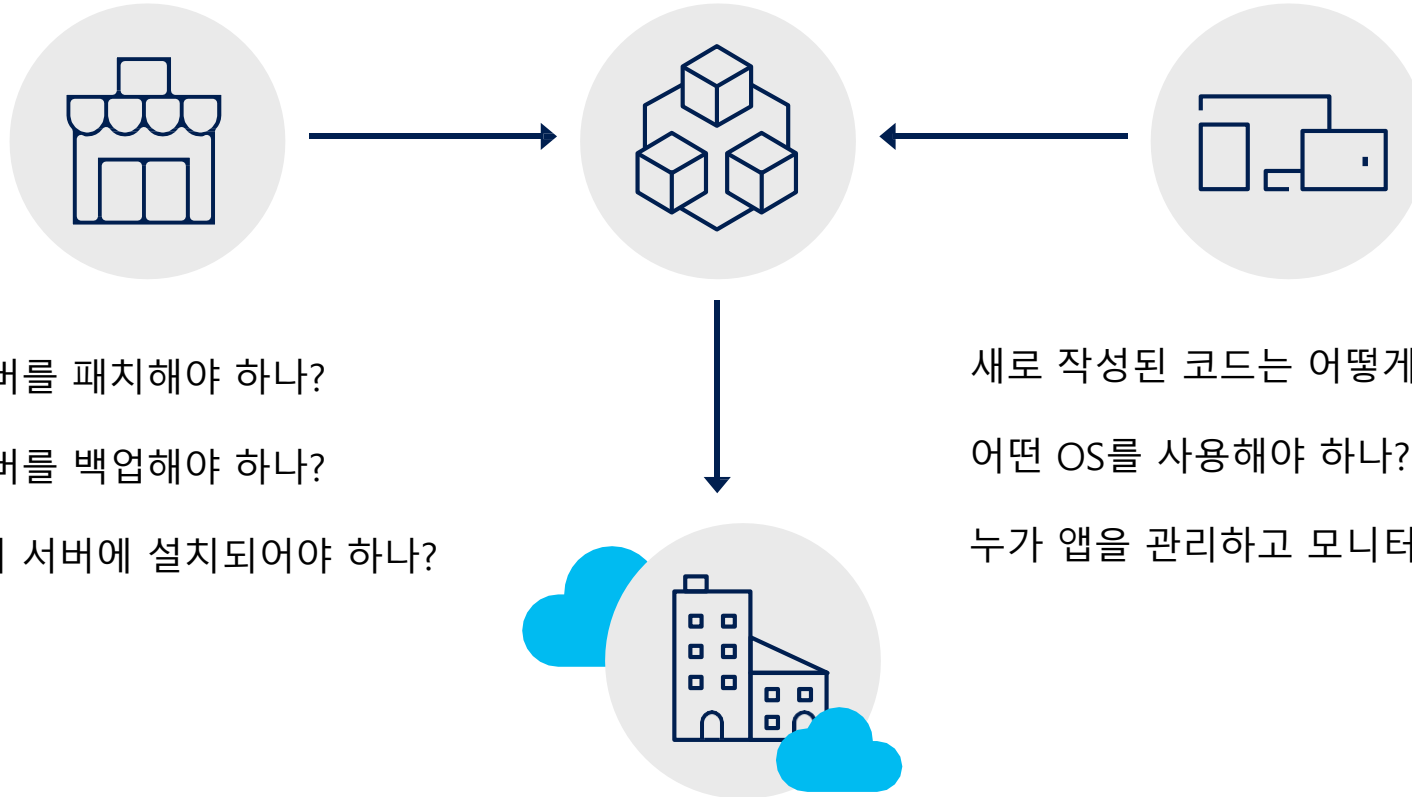 버를 패치해야 하나?
버를 백업해야 하나?
서버에 설치되어야 하나?
새로 작성된 코드는 어떻게
어떤 OS를 사용해야 하나?
누가 앱을 관리하고 모니터